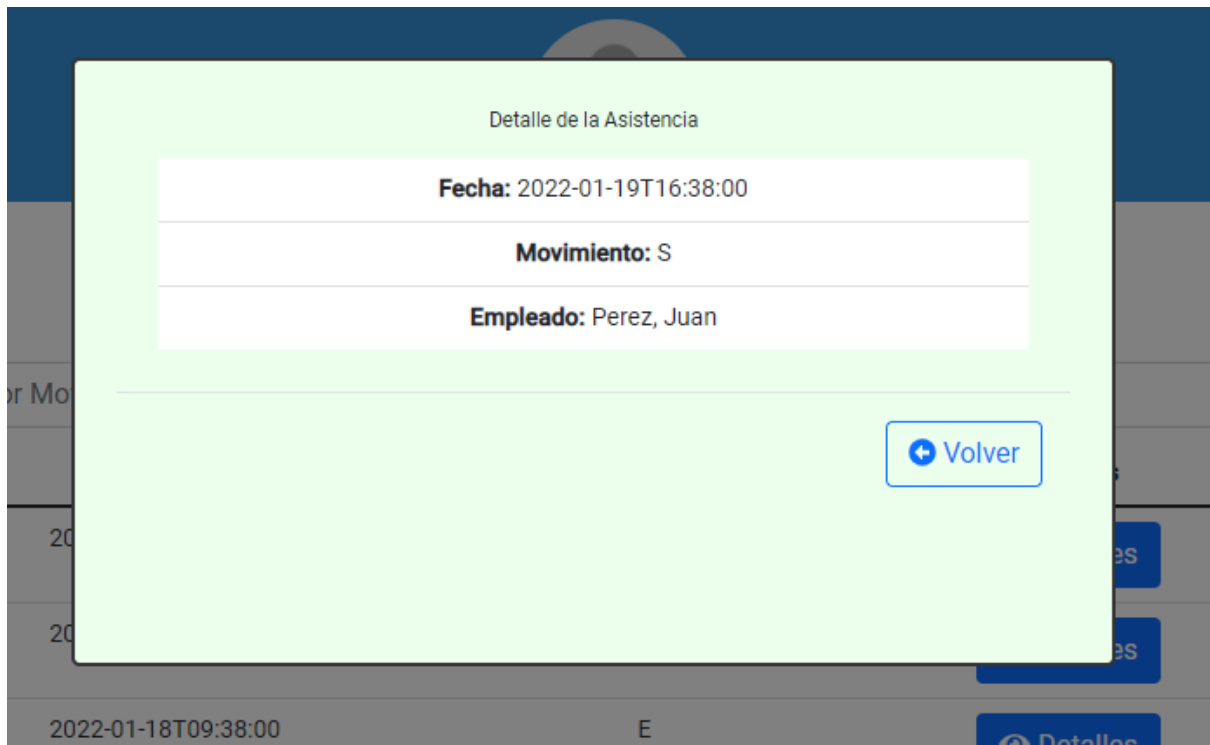 Detalle de la Asistencia
Fecha: 2022-01-19T16:38:00
Movimiento: S
Empleado: Perez, Juan
Volver
2022-01-18T09:38:00 E Detalles